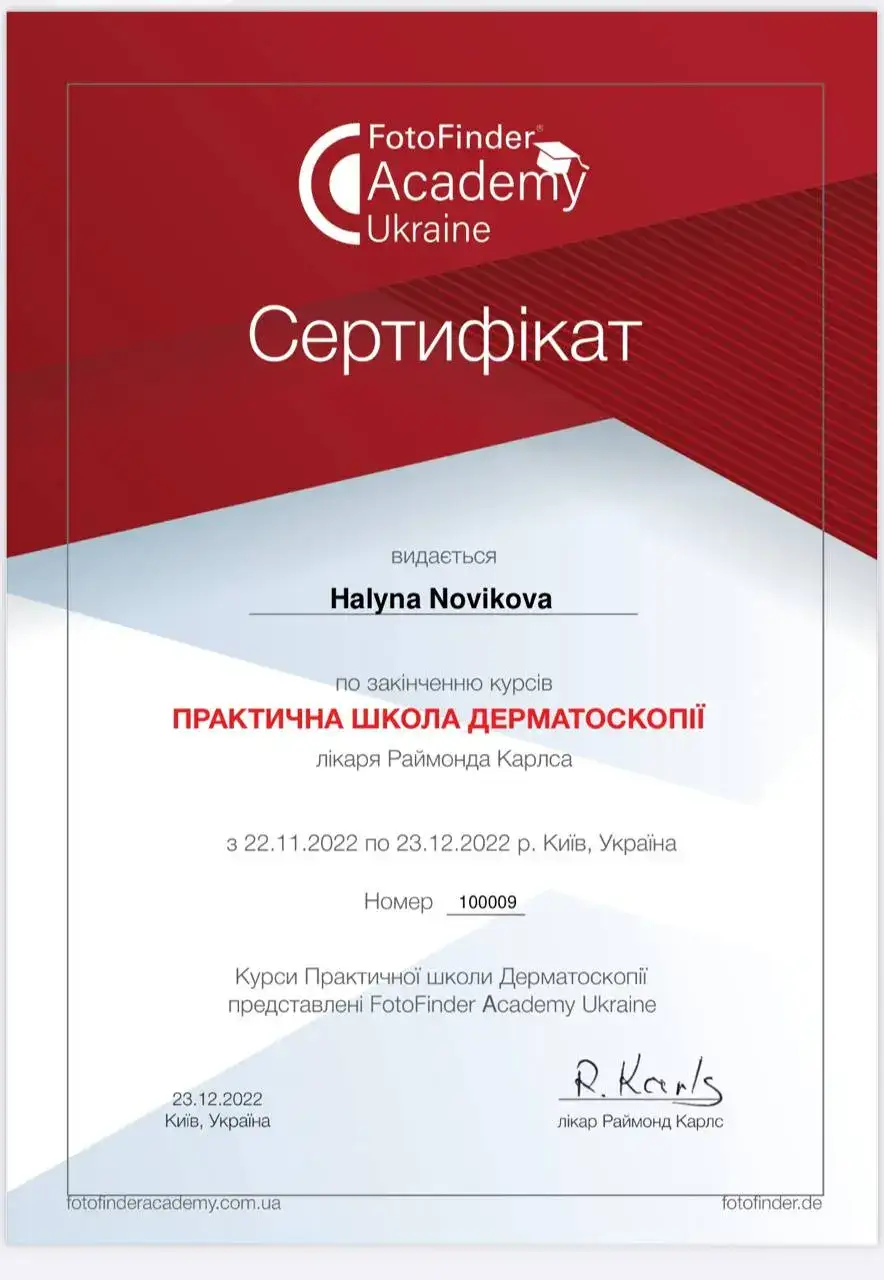 FotoFinder®
Academy
Ukraine
Сертифікат
видається
Halyna Novikova
по закінченню курсів
ПРАКТИЧНА ШКОЛА ДЕРМАТОСКОПІЇ
лікаря Раймонда Карлса
з 22.11.2022 по 23.12.2022 р. Київ, Україна
Номер 100009
Курси Практичної школи Дерматоскопії
представлені FotoFinder Academy Ukraine
R. Karls
23.12.2022
Київ, Україна
лікар Раймонд Карлс
fotofinderacademy.com.ua
fotofinder.de